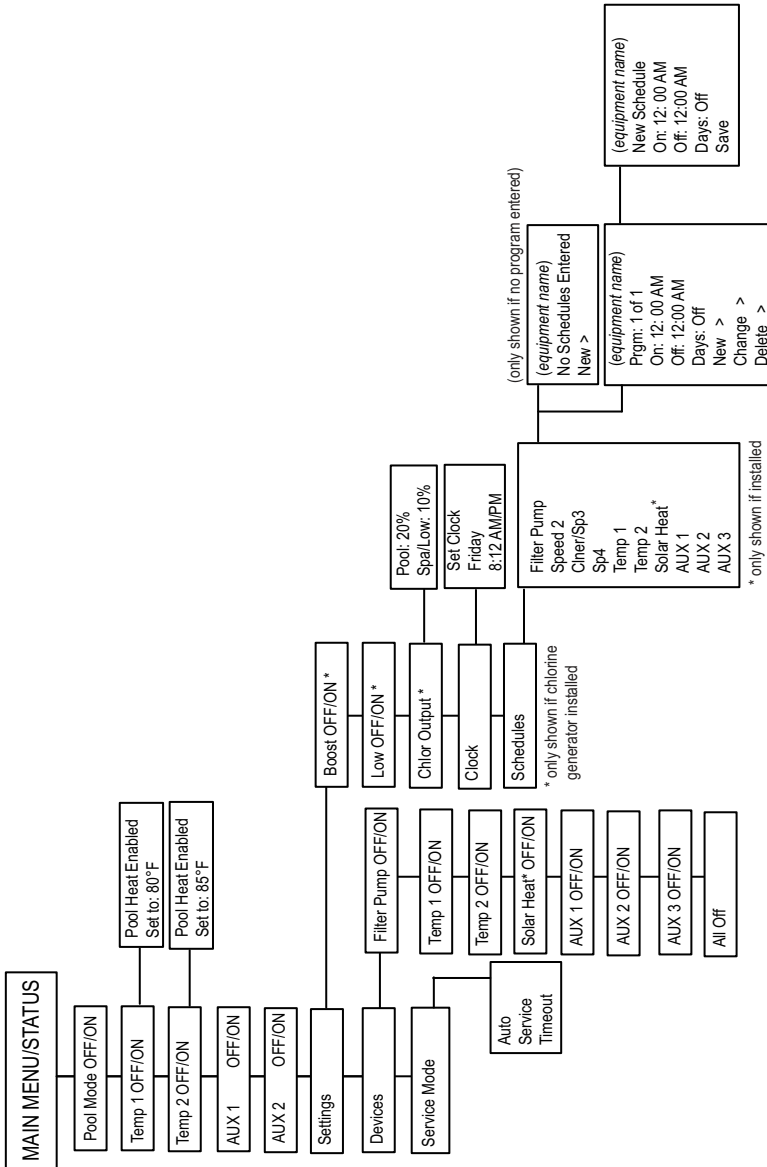 MAIN MENU/STATUS
Pool Mode OFF/ON
Temp 1 OFF/ON
Pool Heat Enabled
Set to: 80°F
Temp 2 OFF/ON
Pool Heat Enabled
Set to: 85°F
AUX 1 OFF/ON
AUX 2 OFF/ON
Settings
Boost OFF/ON *
Low OFF/ON *
Chlor Output *
Pool: 20%
Spa/Low: 10%
Clock
Set Clock
Friday
8:12 AM/PM
Schedules
* only shown if chlorine
generator installed
Filter Pump
Speed 2
Clner/Sp3
Sp4
Temp 1
Temp 2
Solar Heat*
AUX 1
AUX 2
AUX 3
* only shown if installed
(only shown if no program entered)
(equipment name)
No Schedules Entered
New >
(equipment name)
Prgm: 1 of 1
On: 12: 00 AM
Off: 12:00 AM
Days: Off
New >
Change >
Delete >
(equipment name)
New Schedule
On: 12: 00 AM
Off: 12:00 AM
Days: Off
Save
Devices
Filter Pump OFF/ON
Temp 1 OFF/ON
Temp 2 OFF/ON
Solar Heat* OFF/ON
AUX 1 OFF/ON
AUX 2 OFF/ON
AUX 3 OFF/ON
All Off
Service Mode
Auto
Service
Timeout